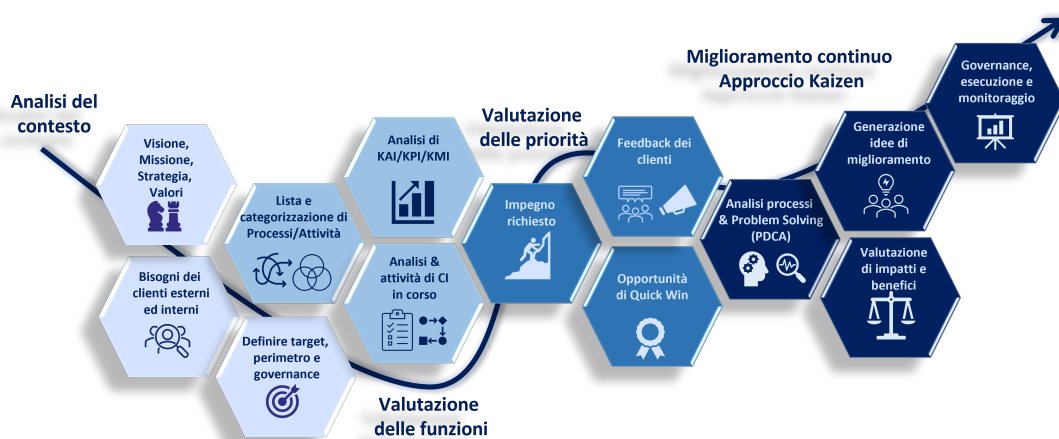 Analisi del
contesto
Visione,
Missione,
Strategia,
Valori
Bisogni dei
clienti esterni
ed interni
Definire target,
perimetro e
governance
Lista e
categorizzazione di
Processi/Attività
Analisi di
KAI/KPI/KMI
Analisi &
attività di CI
in corso
Valutazione
delle funzioni
Valutazione
delle priorità
Impegno
richiesto
Feedback dei
clienti
Opportunità
di Quick Win
Miglioramento continuo
Approccio Kaizen
Analisi processi
& Problem Solving
(PDCA)
Generazione
idee di
miglioramento
Valutazione
di impatti e
benefici
Governance,
esecuzione e
monitoraggio